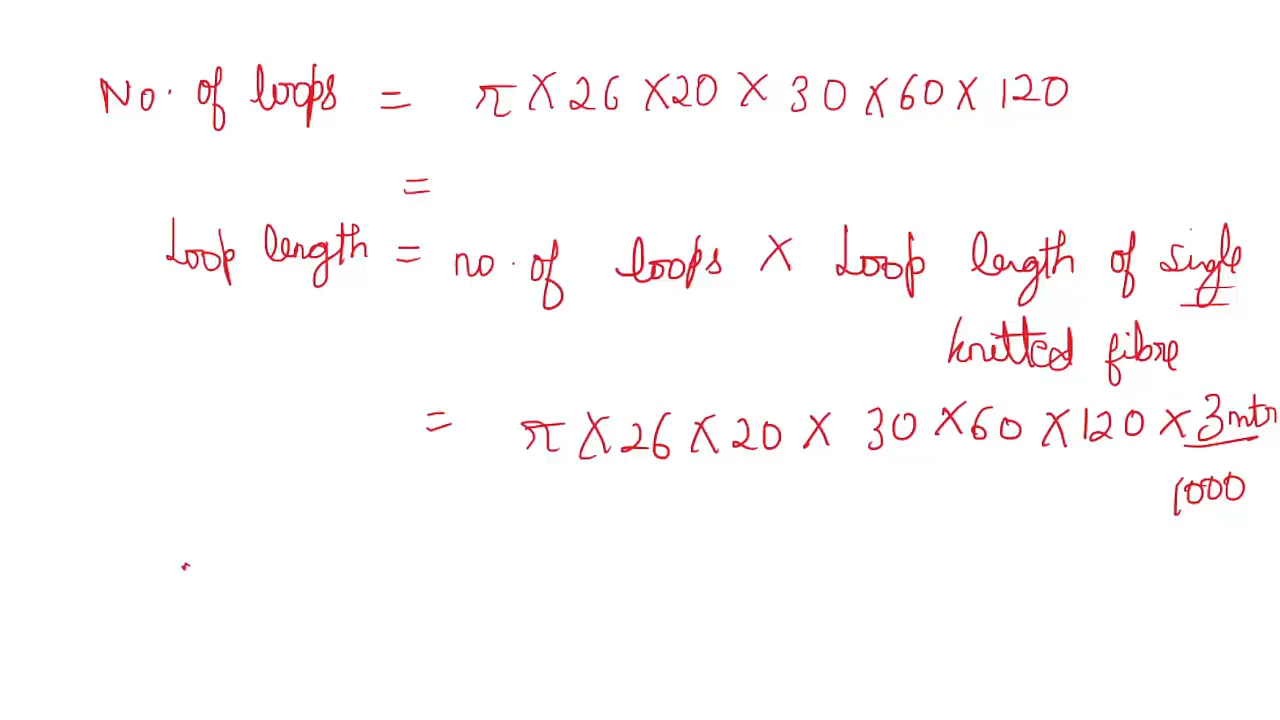 No. of loops = π X 26 X 20 X 30 X 60 X 120
=
Loop length = no. of loops X Loop length of single
knitted fibre
= π X 26 X 20 X 30 X 60 X 120 X 3mtr
1000